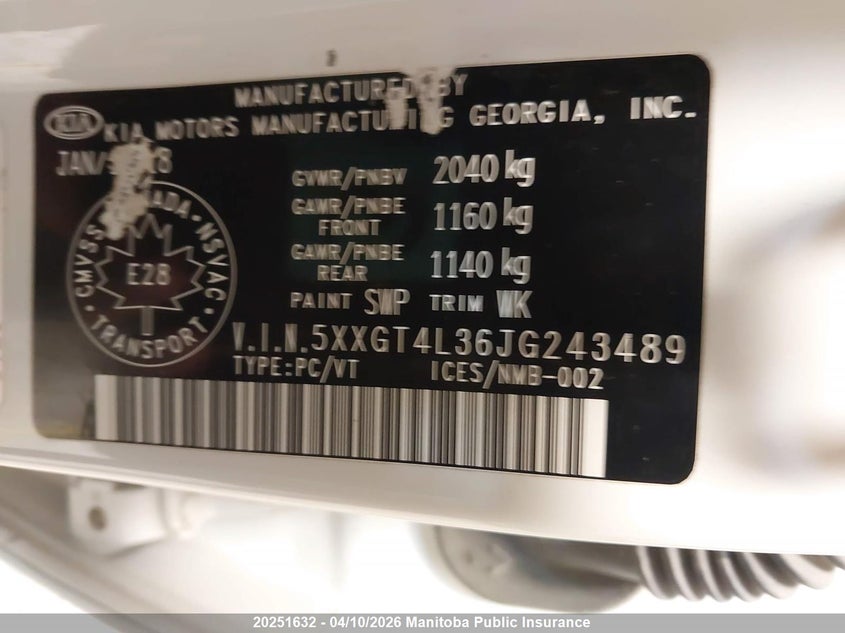 MANUFACTURED BY
KIA KIA MOTORS MANUFACTURING GEORGIA, INC.
GVWR/PNBV 2040 kg
GAWR/PNBE FRONT 1160 kg
GAWR/PNBE REAR 1140 kg
PAINT SWP TRIM WK
CMVSS CANADA NSVAC
E28
TRANSPORT
V.I.N.5XXGT4L36JG243489
TYPE:PC/VT ICES/NMB-002
20251632 - 04/10/2026 Manitoba Public Insurance